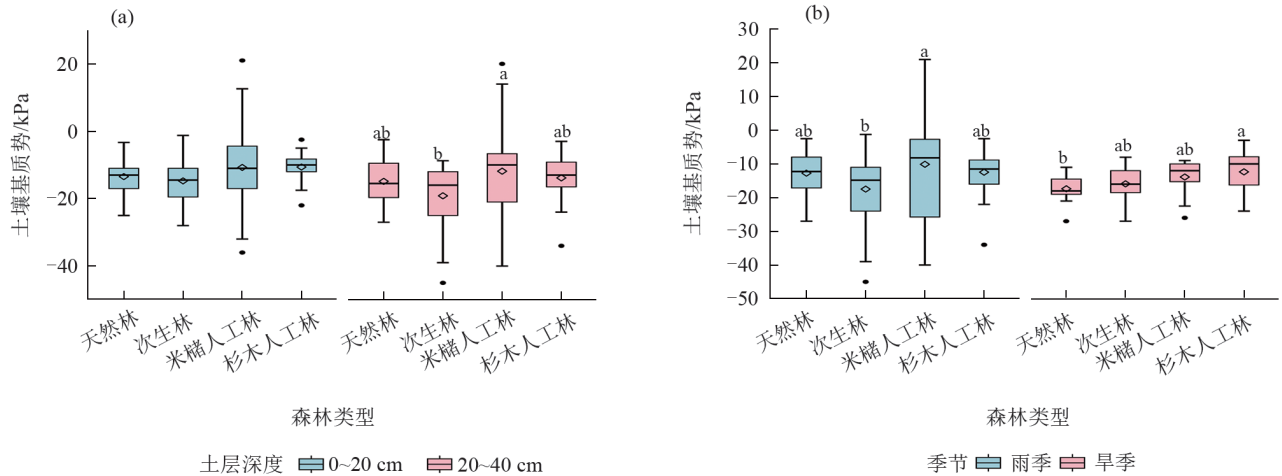 (a)
土壤基质势/kPa
20
0
−20
−40
ab
b
a
ab
天然林
次生林
米槠人工林
杉木人工林
天然林
次生林
米槠人工林
杉木人工林
森林类型
土层深度 0~20 cm 20~40 cm
(b)
土壤基质势/kPa
30
20
10
0
−10
−20
−30
−40
−50
ab
b
a
ab
b
ab
ab
a
天然林
次生林
米槠人工林
杉木人工林
天然林
次生林
米槠人工林
杉木人工林
森林类型
季节 雨季 旱季